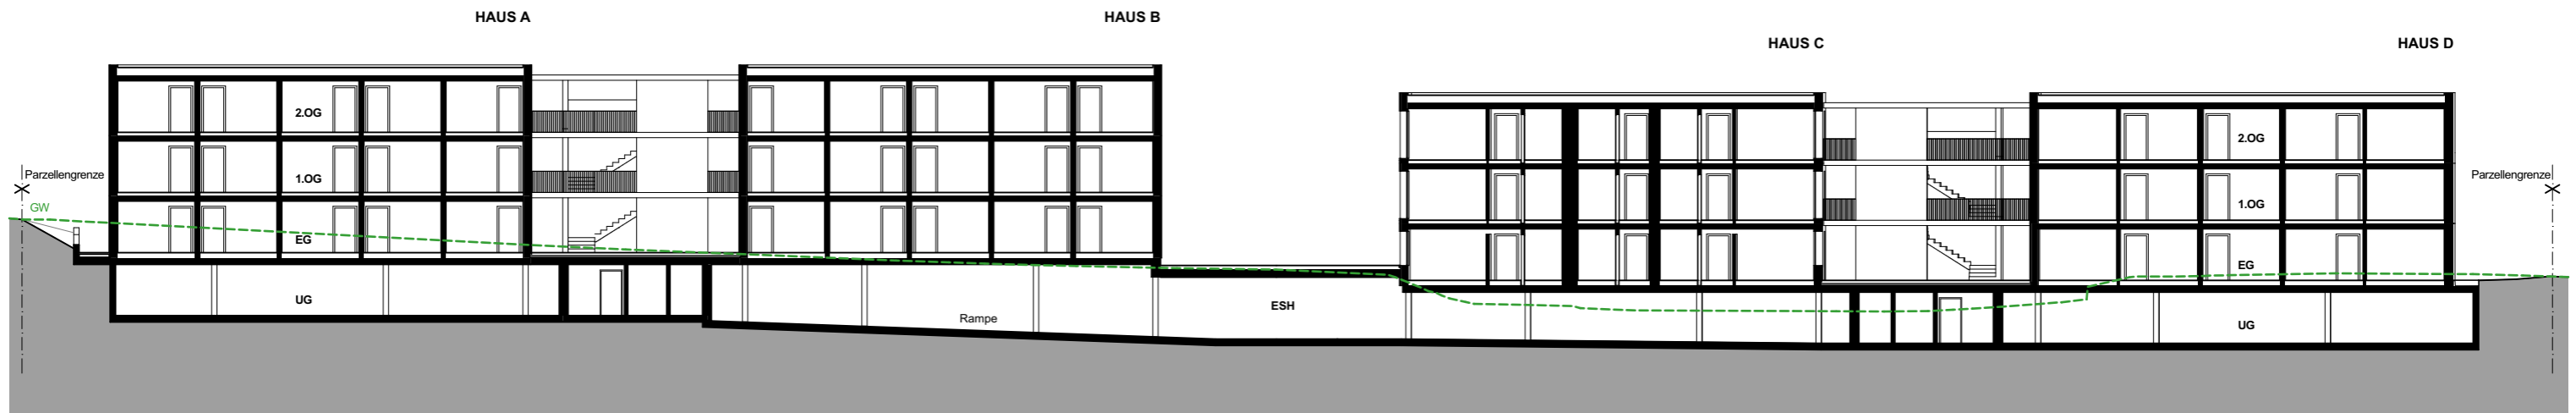 HAUS A
HAUS B
HAUS C
HAUS D
2.OG
2.OG
Parzellengrenze
1.OG
Parzellengrenze
GW
1.OG
EG
EG
UG
ESH
Rampe
UG